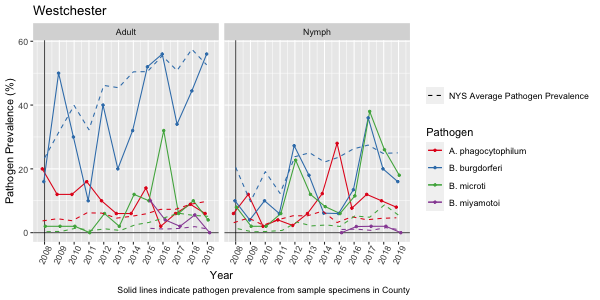 Westchester
Adult
Nymph
Pathogen Prevalence (%)
60
40
20
0
2008 2009 2010 2011 2012 2013 2014 2015 2016 2017 2018 2019
2008 2009 2010 2011 2012 2013 2014 2015 2016 2017 2018 2019
Year
Solid lines indicate pathogen prevalence from sample specimens in County
NYS Average Pathogen Prevalence
Pathogen
A. phagocytophilum
B. burgdorferi
B. microti
B. miyamotoi